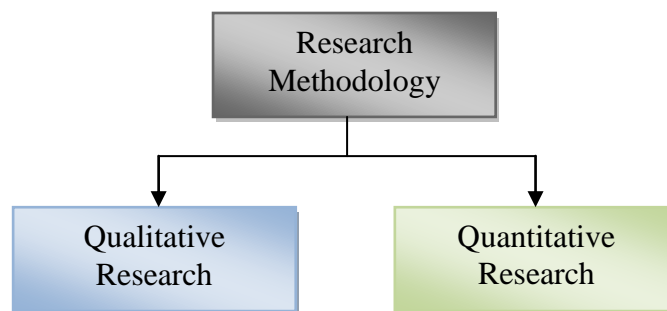 Research
Methodology
Qualitative
Research
Quantitative
Research